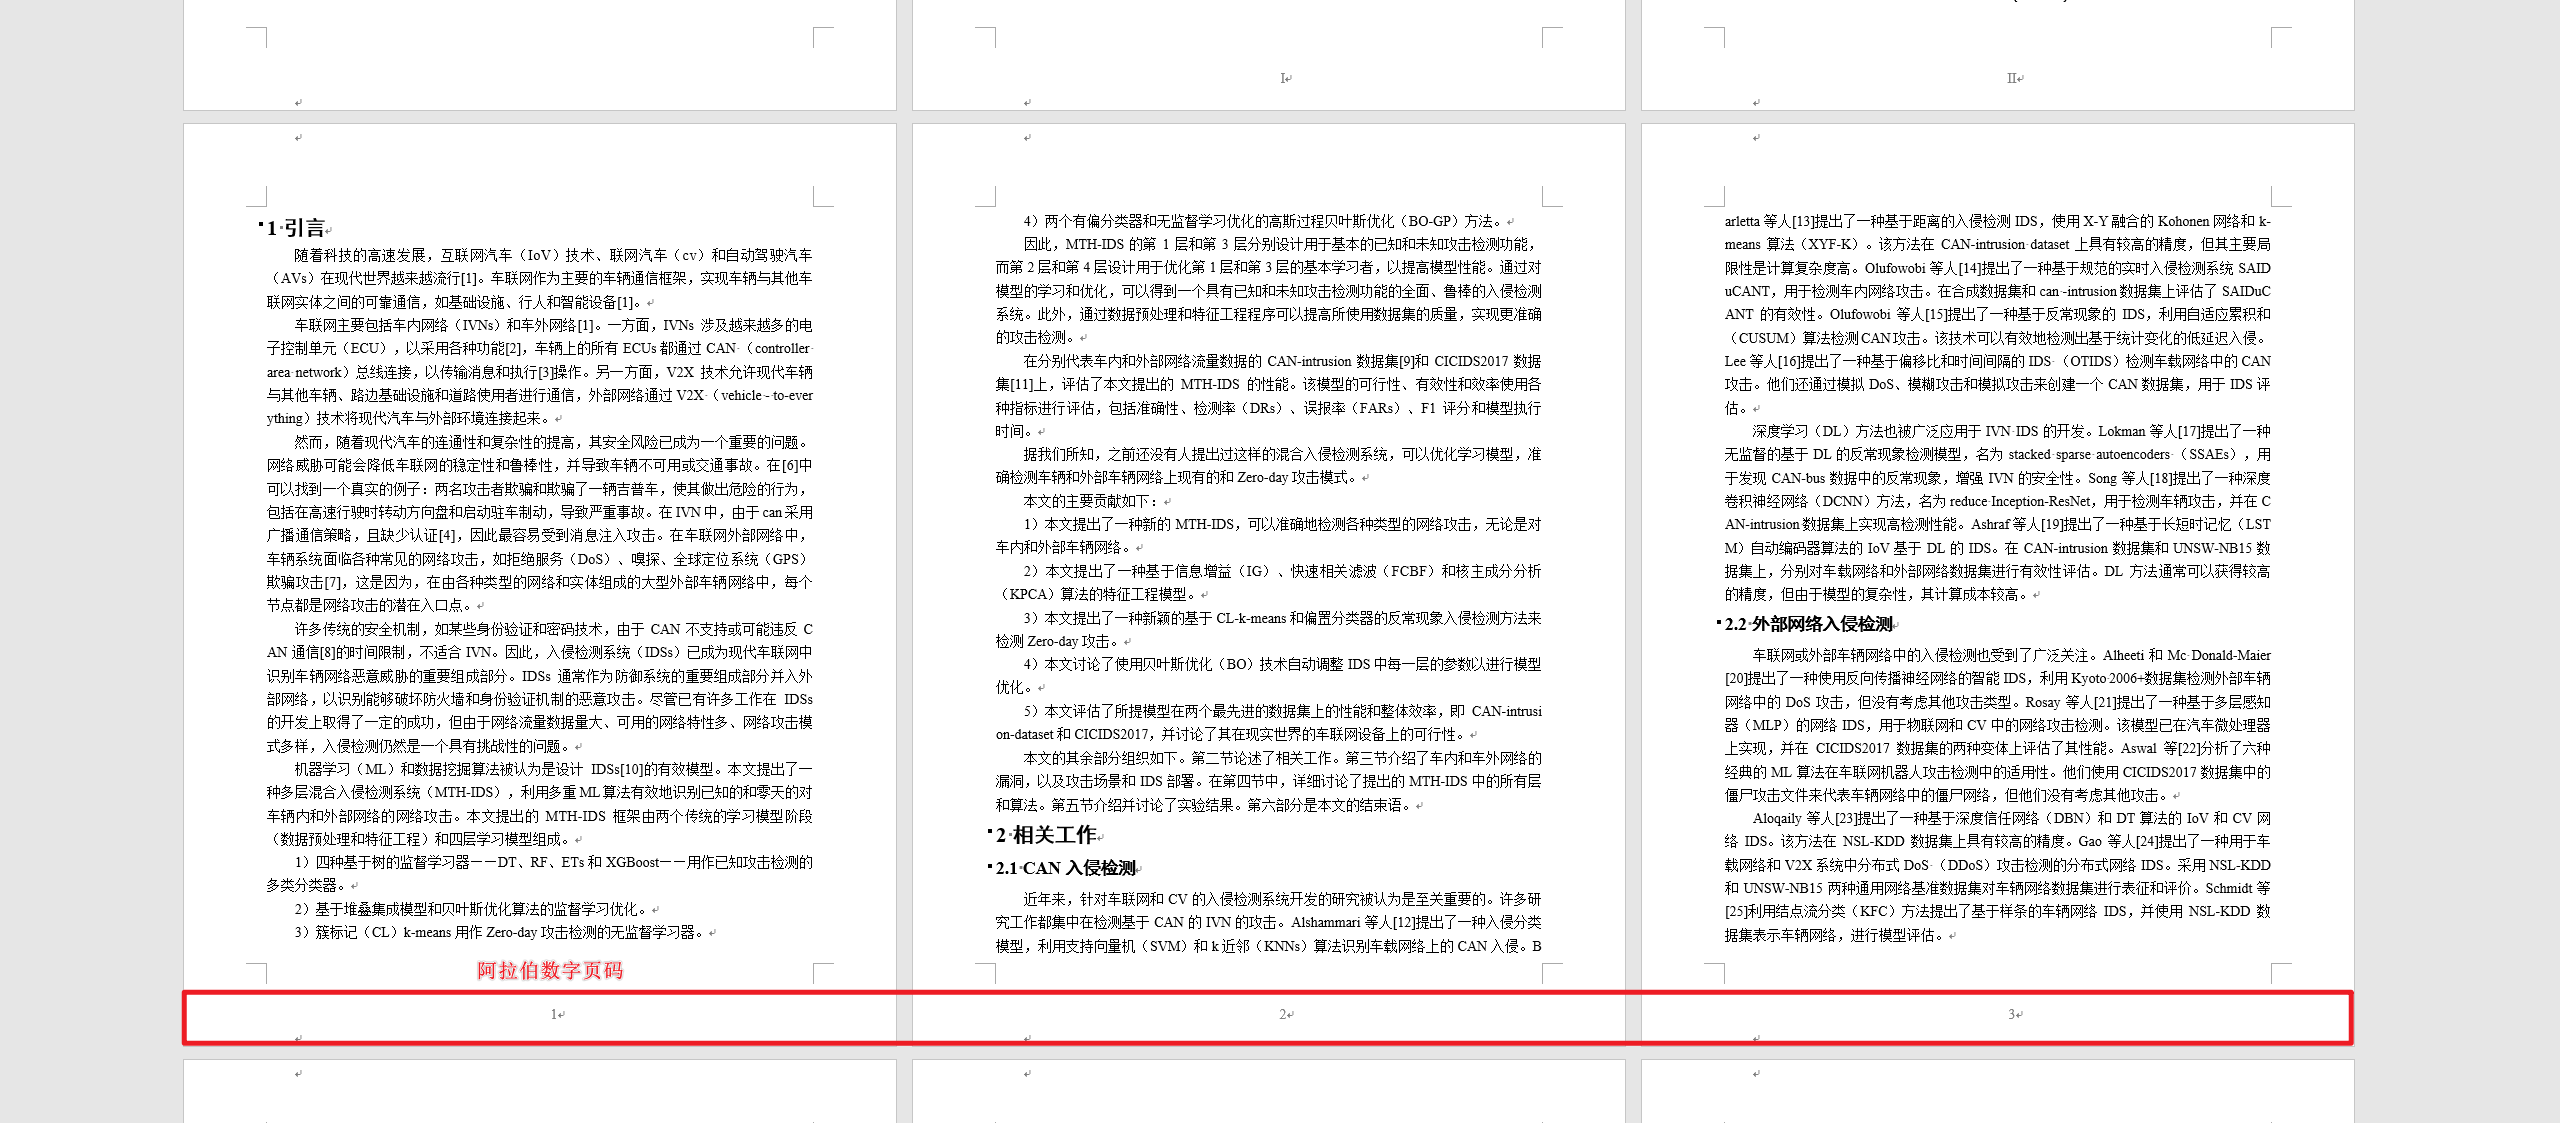 I
II
1 引言
随着科技的高速发展，互联网汽车（IoV）技术、联网汽车（cv）和自动驾驶汽车
（AVs）在现代世界越来越流行[1]。车联网作为主要的车辆通信框架，实现车辆与其他车
联网实体之间的可靠通信，如基础设施、行人和智能设备[1]。
车联网主要包括车内网络（IVNs）和车外网络[1]。一方面，IVNs 涉及越来越多的电
子控制单元（ECU），以采用各种功能[2]，车辆上的所有 ECUs 都通过 CAN （controller
area network）总线连接，以传输消息和执行[3]操作。另一方面，V2X 技术允许现代车辆
与其他车辆、路边基础设施和道路使用者进行通信，外部网络通过 V2X （vehicle - to-ever
ything）技术将现代汽车与外部环境连接起来。
然而，随着现代汽车的连通性和复杂性的提高，其安全风险已成为一个重要的问题。
网络威胁可能会降低车联网的稳定性和鲁棒性，并导致车辆不可用或交通事故。在[6]中
可以找到一个真实的例子：两名攻击者欺骗和欺骗了一辆吉普车，使其做出危险的行为，
包括在高速行驶时转动方向盘和启动驻车制动，导致严重事故。在 IVN 中，由于 can 采用
广播通信策略，且缺少认证[4]，因此最容易受到消息注入攻击。在车联网外部网络中，
车辆系统面临各种常见的网络攻击，如拒绝服务（DoS）、嗅探、全球定位系统（GPS）
欺骗攻击[7]，这是因为，在由各种类型的网络和实体组成的大型外部车辆网络中，每个
节点都是网络攻击的潜在入口点。
许多传统的安全机制，如某些身份验证和密码技术，由于 CAN 不支持或可能违反 C
AN 通信[8]的时间限制，不适合 IVN。因此，入侵检测系统（IDSs）已成为现代车联网中
识别车辆网络恶意威胁的重要组成部分。IDSs 通常作为防御系统的重要组成部分并入外
部网络，以识别能够破坏防火墙和身份验证机制的恶意攻击。尽管已有许多工作在 IDSs
的开发上取得了一定的成功，但由于网络流量数据量大、可用的网络特性多、网络攻击模
式多样，入侵检测仍然是一个具有挑战性的问题。
机器学习（ML）和数据挖掘算法被认为是设计 IDSs[10]的有效模型。本文提出了一
种多层混合入侵检测系统（MTH-IDS），利用多重 ML 算法有效地识别已知的和零天的对
车辆内和外部网络的网络攻击。本文提出的 MTH-IDS 框架由两个传统的学习模型阶段
（数据预处理和特征工程）和四层学习模型组成。
1）四种基于树的监督学习器——DT、RF、ETs 和 XGBoost——用作已知攻击检测的
多类分类器。
2）基于堆叠集成模型和贝叶斯优化算法的监督学习优化。
3）簇标记（CL）k-means 用作 Zero-day 攻击检测的无监督学习器。
阿拉伯数字页码
1
4）两个有偏分类器和无监督学习优化的高斯过程贝叶斯优化（BO-GP）方法。
因此，MTH-IDS 的第 1 层和第 3 层分别设计用于基本的已知和未知攻击检测功能，
而第 2 层和第 4 层设计用于优化第 1 层和第 3 层的基本学习者，以提高模型性能。通过对
模型的学习和优化，可以得到一个具有已知和未知攻击检测功能的全面、鲁棒的入侵检测
系统。此外，通过数据预处理和特征工程程序可以提高所使用数据集的质量，实现更准确
的攻击检测。
在分别代表车内和外部网络流量数据的 CAN-intrusion 数据集[9]和 CICIDS2017 数据
集[11]上，评估了本文提出的 MTH-IDS 的性能。该模型的可行性、有效性和效率使用各
种指标进行评估，包括准确性、检测率（DRs）、误报率（FARs）、F1 评分和模型执行
时间。
据我们所知，之前还没有人提出过这样的混合入侵检测系统，可以优化学习模型，准
确检测车辆和外部车辆网络上现有的和 Zero-day 攻击模式。
本文的主要贡献如下：
1）本文提出了一种新的 MTH-IDS，可以准确地检测各种类型的网络攻击，无论是对
车内和外部车辆网络。
2）本文提出了一种基于信息增益（IG）、快速相关滤波（FCBF）和核主成分分析
（KPCA）算法的特征工程模型。
3）本文提出了一种新颖的基于 CL-k-means 和偏置分类器的反常现象入侵检测方法来
检测 Zero-day 攻击。
4）本文讨论了使用贝叶斯优化（BO）技术自动调整 IDS 中每一层的参数以进行模型
优化。
5）本文评估了所提模型在两个最先进的数据集上的性能和整体效率，即 CAN-intrusi
on-dataset 和 CICIDS2017，并讨论了其在现实世界的车联网设备上的可行性。
本文的其余部分组织如下。第二节论述了相关工作。第三节介绍了车内和车外网络的
漏洞，以及攻击场景和 IDS 部署。在第四节中，详细讨论了提出的 MTH-IDS 中的所有层
和算法。第五节介绍并讨论了实验结果。第六部分是本文的结束语。
2 相关工作
2.1 CAN 入侵检测
近年来，针对车联网和 CV 的入侵检测系统开发的研究被认为是至关重要的。许多研
究工作都集中在检测基于 CAN 的 IVN 的攻击。Alshammari 等人[12]提出了一种入侵分类
模型，利用支持向量机（SVM）和 k 近邻（KNNs）算法识别车载网络上的 CAN 入侵。B
2
arletta 等人[13]提出了一种基于距离的入侵检测 IDS，使用 X-Y 融合的 Kohonen 网络和 k-
means 算法（XYF-K）。该方法在 CAN-intrusion dataset 上具有较高的精度，但其主要局
限性是计算复杂度高。Olufowobi 等人[14]提出了一种基于规范的实时入侵检测系统 SAID
uCANT，用于检测车内网络攻击。在合成数据集和 can -intrusion 数据集上评估了 SAIDuC
ANT 的有效性。Olufowobi 等人[15]提出了一种基于反常现象的 IDS，利用自适应累积和
（CUSUM）算法检测 CAN 攻击。该技术可以有效地检测出基于统计变化的低延迟入侵。
Lee 等人[16]提出了一种基于偏移比和时间间隔的 IDS （OTIDS）检测车载网络中的 CAN
攻击。他们还通过模拟 DoS、模糊攻击和模拟攻击来创建一个 CAN 数据集，用于 IDS 评
估。
深度学习（DL）方法也被广泛应用于 IVN IDS 的开发。Lokman 等人[17]提出了一种
无监督的基于 DL 的反常现象检测模型，名为 stacked sparse autoencoders （SSAEs），用
于发现 CAN-bus 数据中的反常现象，增强 IVN 的安全性。Song 等人[18]提出了一种深度
卷积神经网络（DCNN）方法，名为 reduce Inception-ResNet，用于检测车辆攻击，并在 C
AN-intrusion 数据集上实现高检测性能。Ashraf 等人[19]提出了一种基于长短时记忆（LST
M）自动编码器算法的 IoV 基于 DL 的 IDS。在 CAN-intrusion 数据集和 UNSW-NB15 数
据集上，分别对车载网络和外部网络数据集进行有效性评估。DL 方法通常可以获得较高
的精度，但由于模型的复杂性，其计算成本较高。
2.2 外部网络入侵检测
车联网或外部车辆网络中的入侵检测也受到了广泛关注。Alheeti 和 Mc Donald-Maier
[20]提出了一种使用反向传播神经网络的智能 IDS，利用 Kyoto 2006+数据集检测外部车辆
网络中的 DoS 攻击，但没有考虑其他攻击类型。Rosay 等人[21]提出了一种基于多层感知
器（MLP）的网络 IDS，用于物联网和 CV 中的网络攻击检测。该模型已在汽车微处理器
上实现，并在 CICIDS2017 数据集的两种变体上评估了其性能。Aswal 等[22]分析了六种
经典的 ML 算法在车联网机器人攻击检测中的适用性。他们使用 CICIDS2017 数据集中的
僵尸攻击文件来代表车辆网络中的僵尸网络，但他们没有考虑其他攻击。
Aloqaily 等人[23]提出了一种基于深度信任网络（DBN）和 DT 算法的 IoV 和 CV 网
络 IDS。该方法在 NSL-KDD 数据集上具有较高的精度。Gao 等人[24]提出了一种用于车
载网络和 V2X 系统中分布式 DoS （DDoS）攻击检测的分布式网络 IDS。采用 NSL-KDD
和 UNSW-NB15 两种通用网络基准数据集对车辆网络数据集进行表征和评价。Schmidt 等
[25]利用结点流分类（KFC）方法提出了基于样条的车辆网络 IDS，并使用 NSL-KDD 数
据集表示车辆网络，进行模型评估。
3